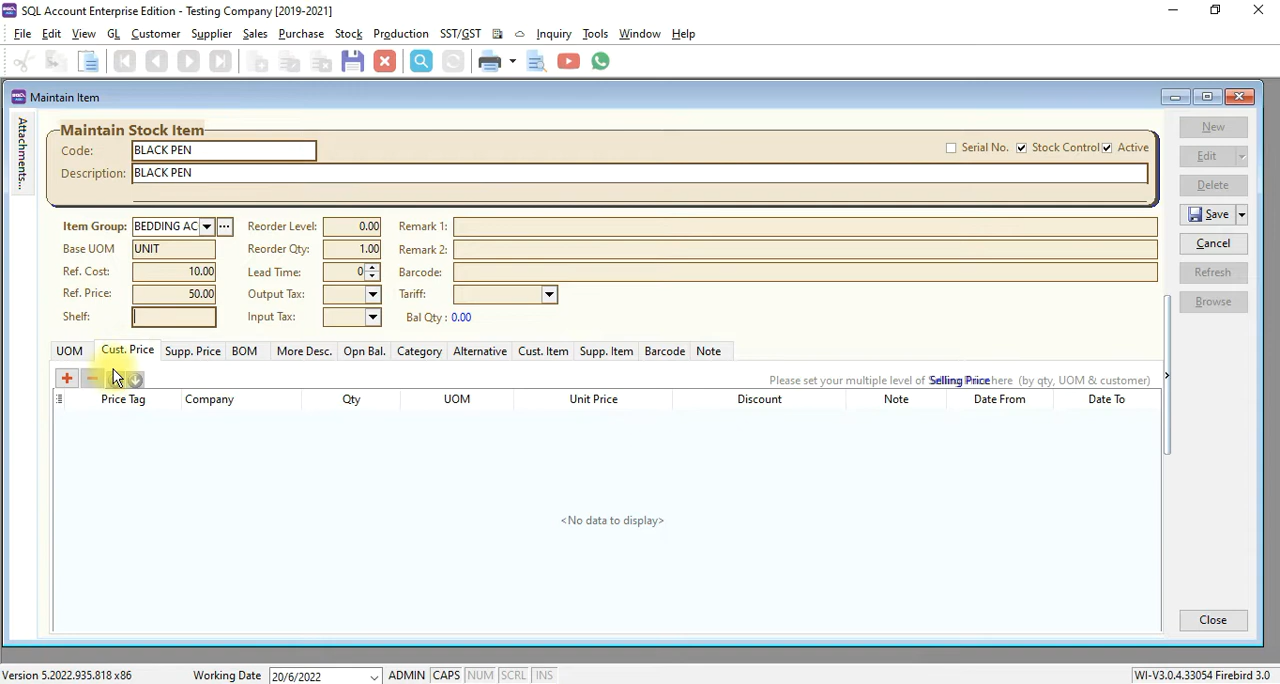 SQL Account Enterprise Edition - Testing Company [2019-2021]
File Edit View GL Customer Supplier Sales Purchase Stock Production SST/GST Inquiry Tools Window Help
Maintain Item
Attachments...
Maintain Stock Item
Code: BLACK PEN
Serial No. Stock Control Active
Description: BLACK PEN
Item Group: BEDDING AC Reorder Level: 0.00 Remark 1:
Base UOM UNIT Reorder Qty: 1.00 Remark 2:
Ref. Cost: 10.00 Lead Time: 0 Barcode:
Ref. Price: 50.00 Output Tax: Tariff:
Shelf: Input Tax: Bal Qty : 0.00
UOM Cust. Price Supp. Price BOM More Desc. Opn Bal. Category Alternative Cust. Item Supp. Item Barcode Note
Please set your multiple level of Selling Price here (by qty, UOM & customer)
Price Tag Company Qty UOM Unit Price Discount Note Date From Date To
<No data to display>
New
Edit
Delete
Save
Cancel
Refresh
Browse
Close
Version 5.2022.935.818 x86 Working Date 20/6/2022 ADMIN CAPS NUM SCRL INS WI-V3.0.4.33054 Firebird 3.0